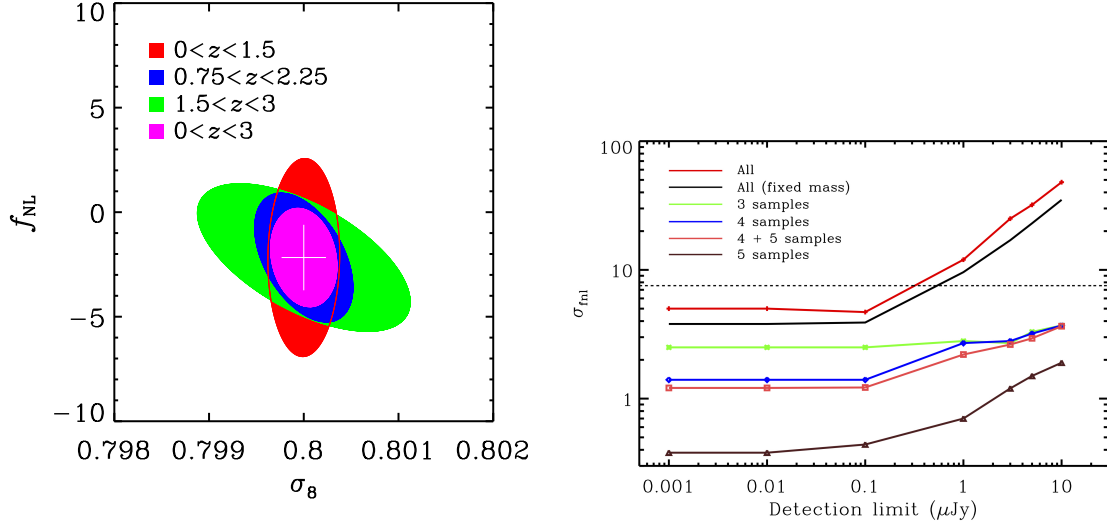 10
5
0
−5
−10
f_NL
0<z<1.5
0.75<z<2.25
1.5<z<3
0<z<3
0.798 0.799 0.8 0.801 0.802
σ_8
100
10
1
σ_fnl
All
All (fixed mass)
3 samples
4 samples
4 + 5 samples
5 samples
0.001 0.01 0.1 1 10
Detection limit (μJy)